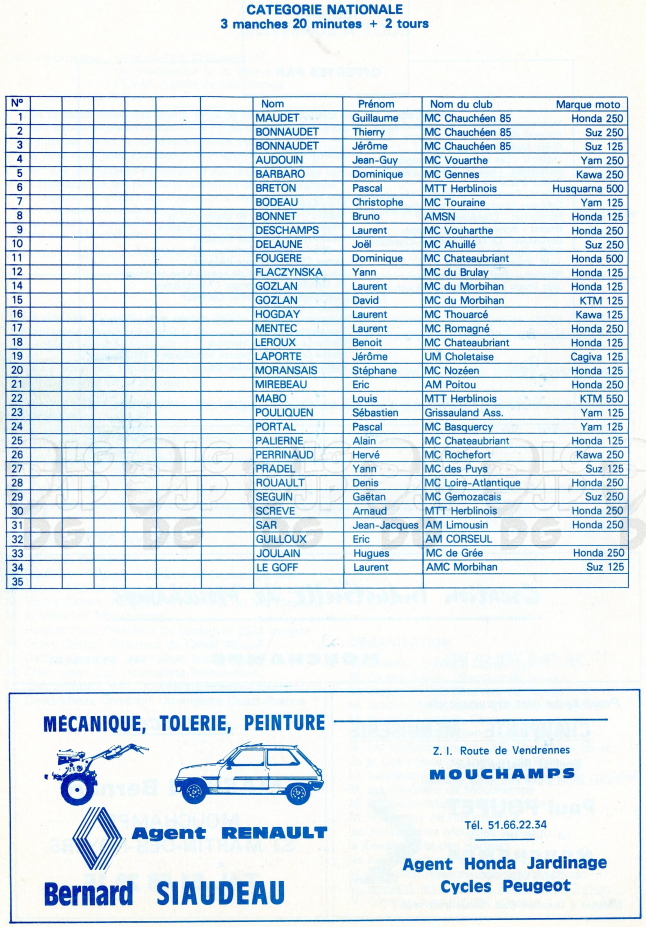 CATEGORIE NATIONALE
3 manches 20 minutes + 2 tours
N° Nom Prénom Nom du club Marque moto
1 MAUDET Guillaume MC Chauchéen 85 Honda 250
2 BONNAUDET Thierry MC Chauchéen 85 Suz 250
3 BONNAUDET Jérôme MC Chauchéen 85 Suz 125
4 AUDOUIN Jean-Guy MC Vouarthe Yam 250
5 BARBARO Dominique MC Gennes Kawa 250
6 BRETON Pascal MTT Herblinois Husquarna 500
7 BODEAU Christophe MC Touraine Yam 125
8 BONNET Bruno AMSN Honda 125
9 DESCHAMPS Laurent MC Vouharthe Honda 250
10 DELAUNE Joël MC Ahuillé Suz 250
11 FOUGERE Dominique MC Chateaubriant Honda 500
12 FLACZYNSKA Yann MC du Brulay Honda 125
14 GOZLAN Laurent MC du Morbihan Honda 125
15 GOZLAN David MC du Morbihan KTM 125
16 HOGDAY Laurent MC Thouarcé Kawa 125
17 MENTEC Laurent MC Romagné Honda 250
18 LEROUX Benoit MC Chateaubriant Honda 125
19 LAPORTE Jérôme UM Choletaise Cagiva 125
20 MORANSAIS Stéphane MC Nozéen Honda 125
21 MIREBEAU Eric AM Poitou Honda 250
22 MABO Louis MTT Herblinois KTM 550
23 POULIQUEN Sébastien Grissauland Ass. Yam 125
24 PORTAL Pascal MC Basquercy Yam 125
25 PALIERNE Alain MC Chateaubriant Honda 125
26 PERRINAUD Hervé MC Rochefort Kawa 250
27 PRADEL Yann MC des Puys Suz 125
28 ROUAULT Denis MC Loire-Atlantique Honda 250
29 SEGUIN Gaëtan MC Gemozacais Suz 250
30 SCREVE Arnaud MTT Herblinois Honda 250
31 SAR Jean-Jacques AM Limousin Honda 250
32 GUILLOUX Eric AM CORSEUL
33 JOULAIN Hugues MC de Grée Honda 250
34 LE GOFF Laurent AMC Morbihan Suz 125
35
MÉCANIQUE, TOLERIE, PEINTURE
Z. I. Route de Vendrennes
MOUCHAMPS
Tél. 51.66.22.34
Agent RENAULT
Agent Honda Jardinage
Cycles Peugeot
Bernard SIAUDEAU